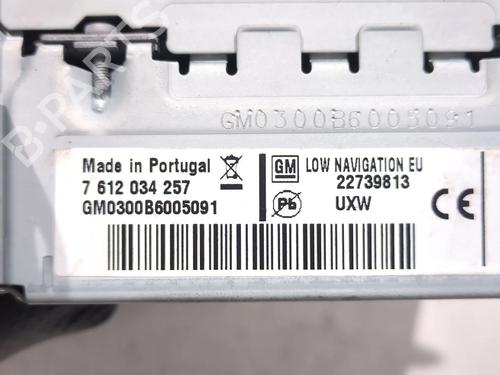 B-PARTS
GM0300B6005091
Made in Portugal
7 612 034 257
GM0300B6005091
GM
LOW NAVIGATION EU
22739813
Pb
UXW
CE